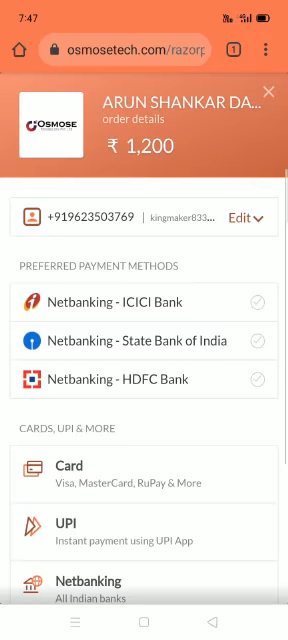 7:47
osmosetech.com/razorp
1
OSMOSE
ARUN SHANKAR DA...
order details
₹ 1,200
+919623503769 | kingmaker833... Edit
PREFERRED PAYMENT METHODS
Netbanking - ICICI Bank
Netbanking - State Bank of India
Netbanking - HDFC Bank
CARDS, UPI & MORE
Card
Visa, MasterCard, RuPay & More
UPI
Instant payment using UPI App
Netbanking
All Indian banks